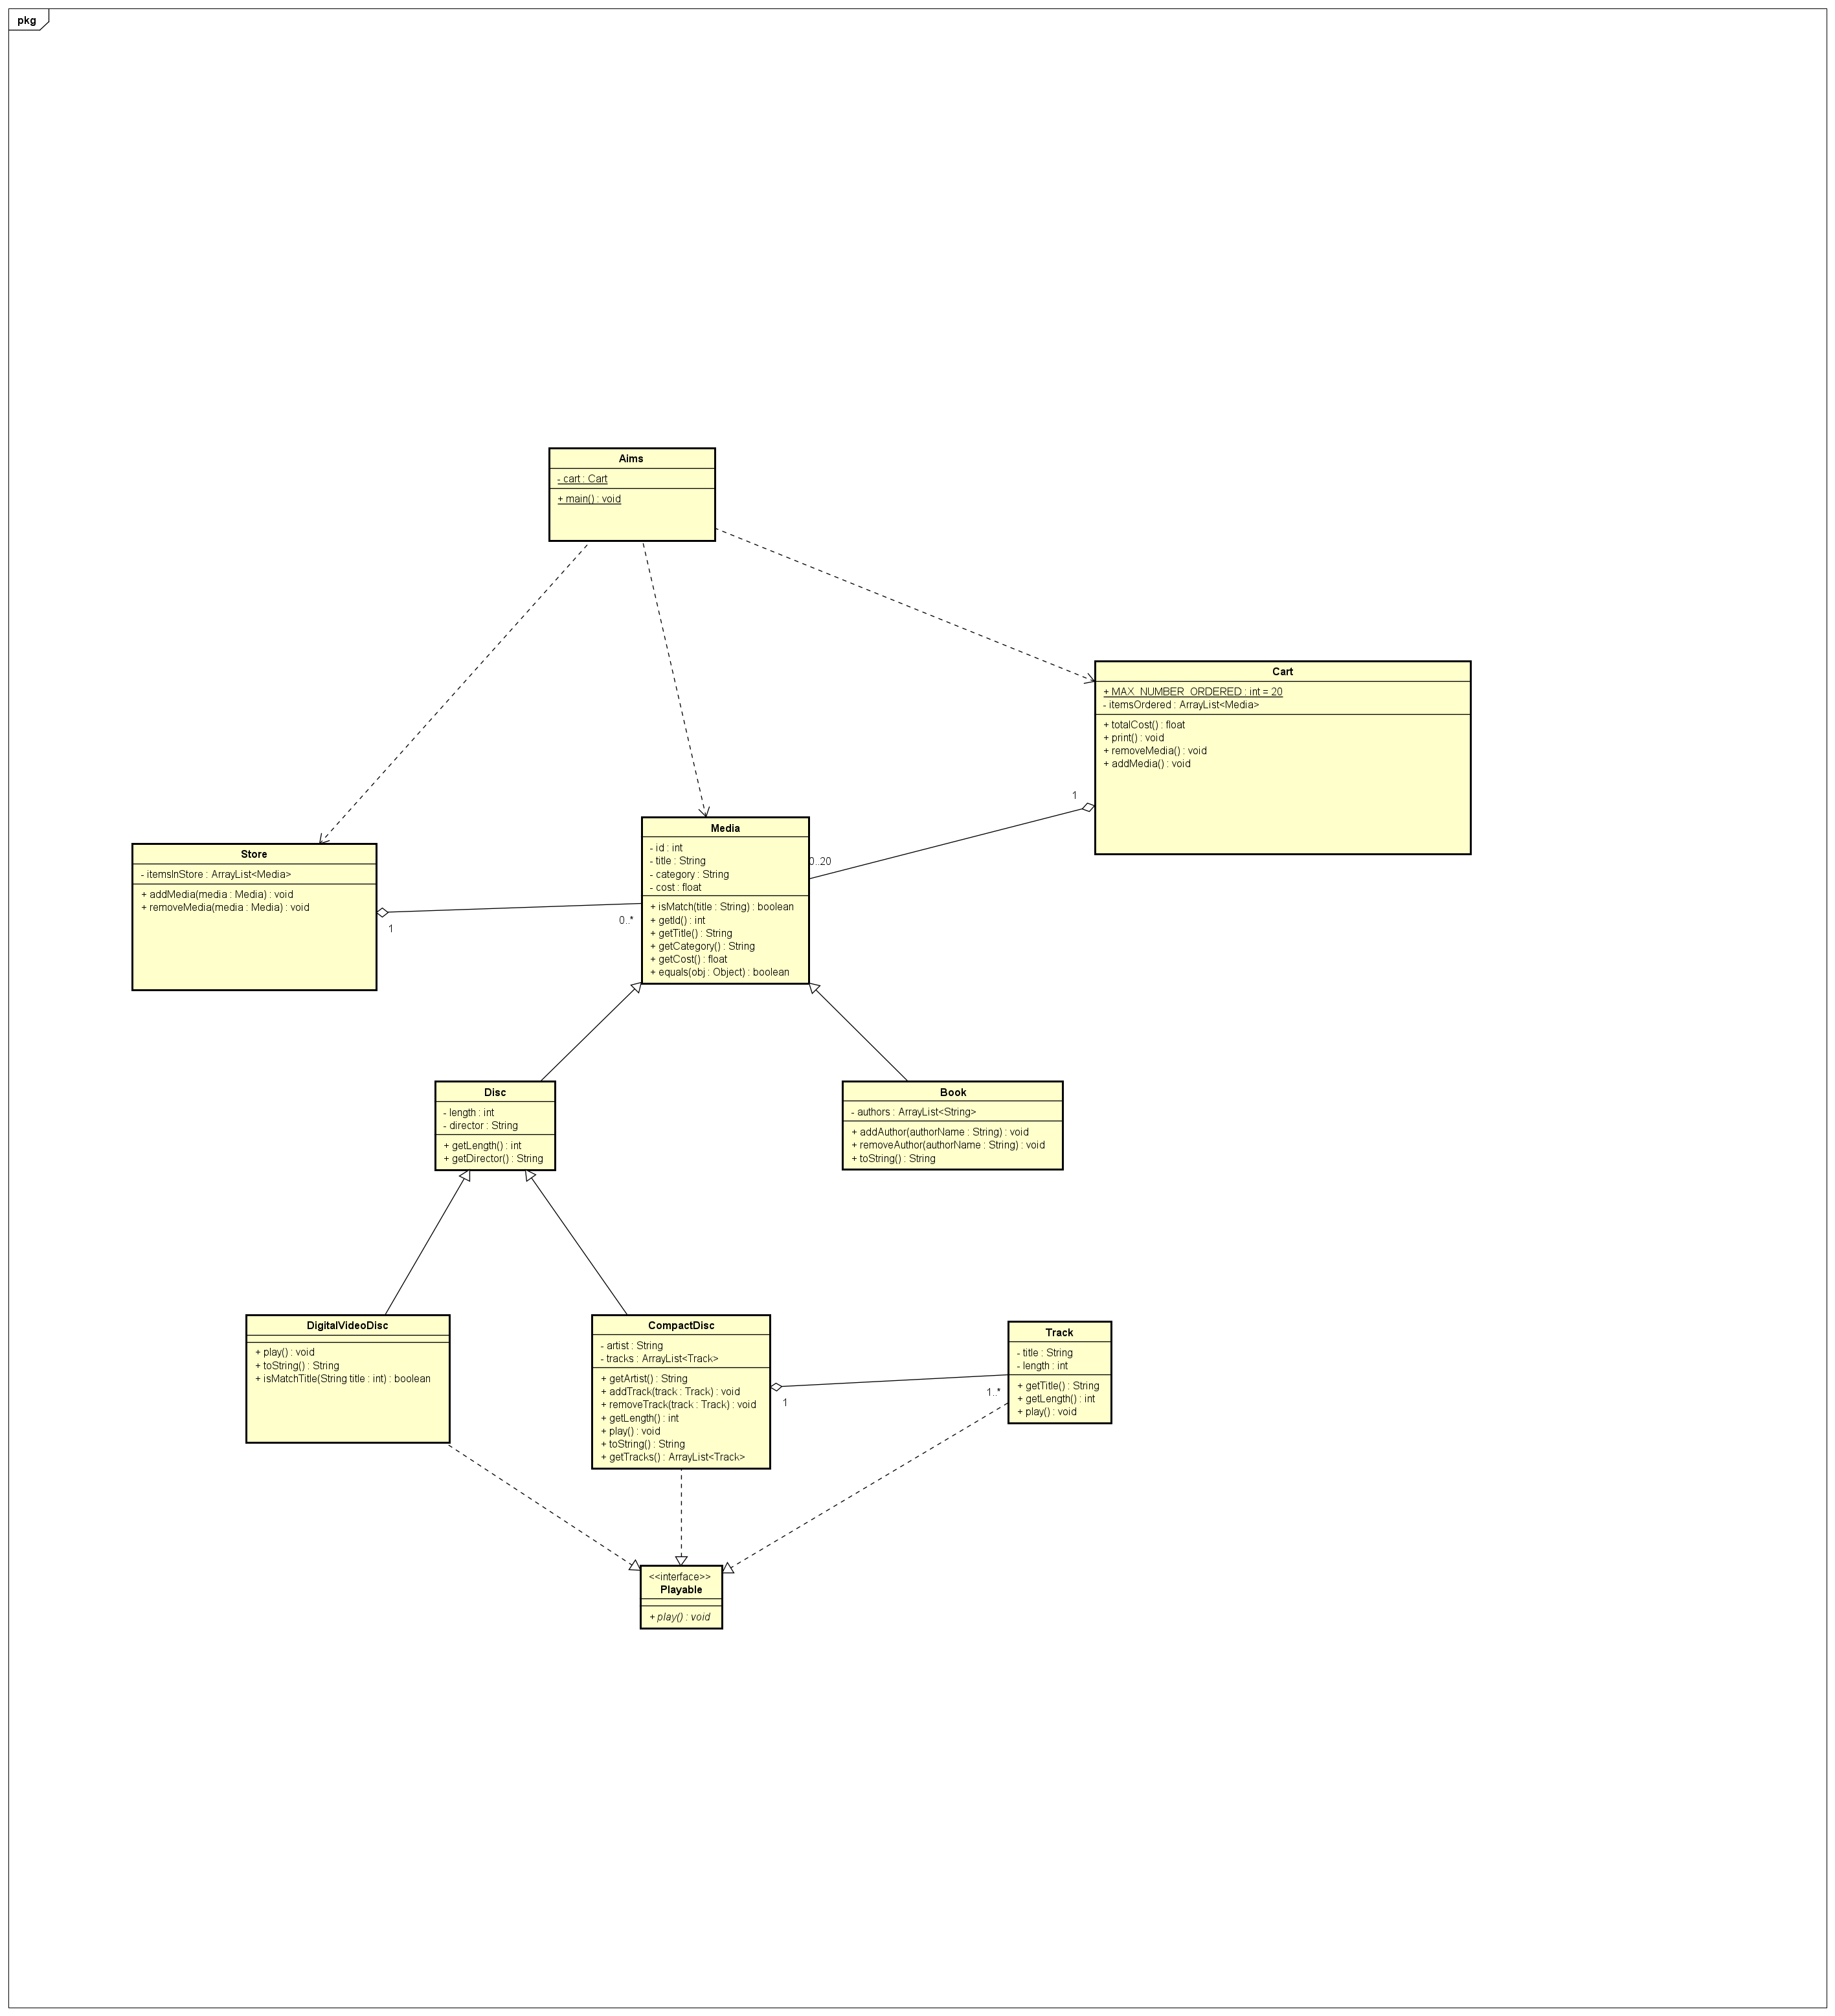 pkg
Aims
- cart : Cart
+ main() : void
Cart
+ MAX_NUMBER_ORDERED : int = 20
- itemsOrdered : ArrayList<Media>
+ totalCost() : float
+ print() : void
+ removeMedia() : void
+ addMedia() : void
1
0..20
Media
- id : int
- title : String
- category : String
- cost : float
+ isMatch(title : String) : boolean
+ getId() : int
+ getTitle() : String
+ getCategory() : String
+ getCost() : float
+ equals(obj : Object) : boolean
Store
- itemsInStore : ArrayList<Media>
+ addMedia(media : Media) : void
+ removeMedia(media : Media) : void
1
0..*
Disc
- length : int
- director : String
+ getLength() : int
+ getDirector() : String
Book
- authors : ArrayList<String>
+ addAuthor(authorName : String) : void
+ removeAuthor(authorName : String) : void
+ toString() : String
DigitalVideoDisc
+ play() : void
+ toString() : String
+ isMatchTitle(String title : int) : boolean
CompactDisc
- artist : String
- tracks : ArrayList<Track>
+ getArtist() : String
+ addTrack(track : Track) : void
+ removeTrack(track : Track) : void
+ getLength() : int
+ play() : void
+ toString() : String
+ getTracks() : ArrayList<Track>
1
1..*
Track
- title : String
- length : int
+ getTitle() : String
+ getLength() : int
+ play() : void
<<interface>>
Playable
+ play() : void